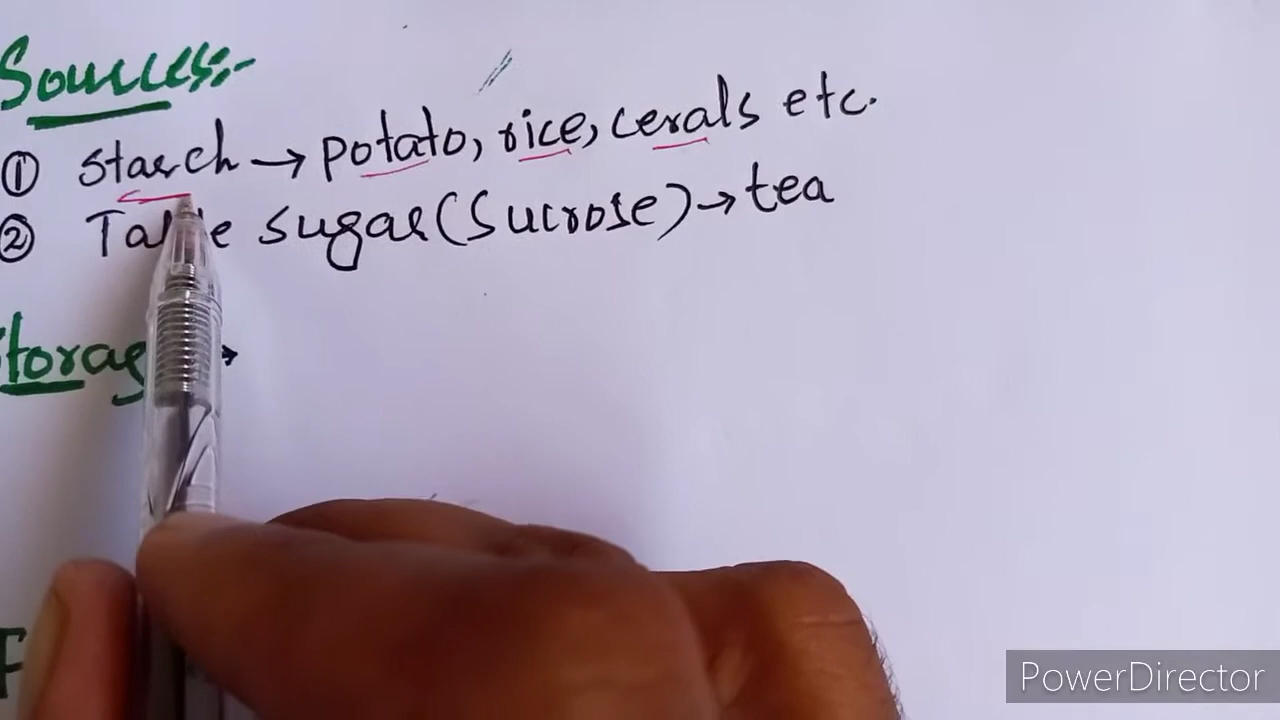 Sources:-
① Starch → potato, rice, cerals etc.
② Table sugar (Sucrose) → tea
Storage →
F
PowerDirector